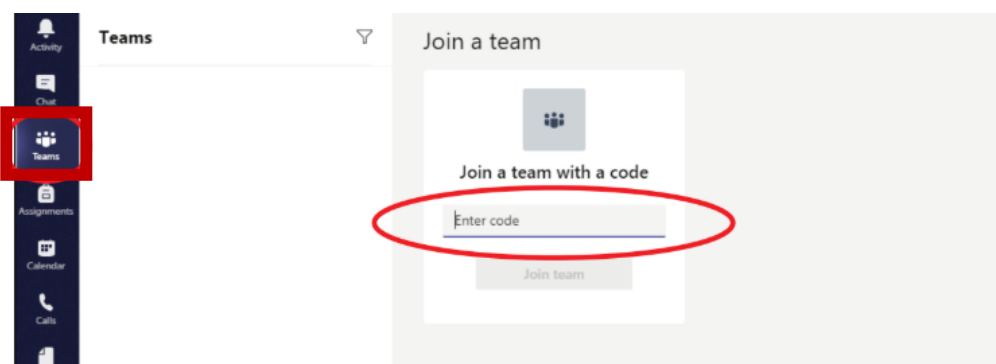 Activity
Chat
Teams
Assignments
Calendar
Calls
Teams
Join a team
Join a team with a code
Enter code
Join team